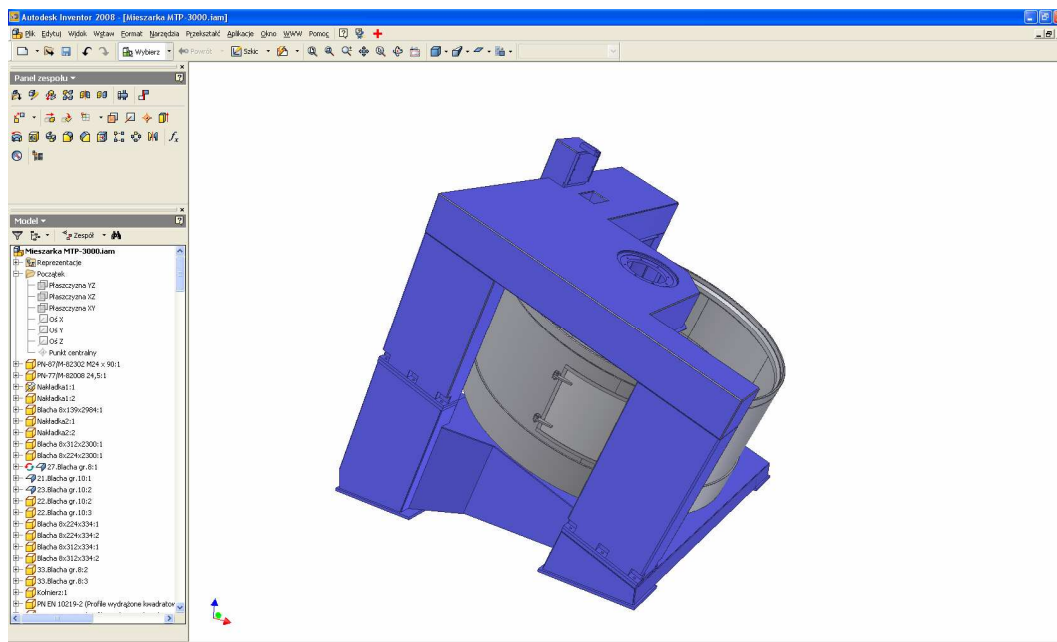 Autodesk Inventor 2008 - [Mieszarka MTP-3000.iam]
Plik Edytuj Widok Wstaw Format Narzędzia Przekształć Aplikacje Okno WWW Pomoc
Wybierz Powrót Szkic
Panel zespołu
Model
Zespół
Mieszarka MTP-3000.iam
Reprezentacje
Początek
Płaszczyzna YZ
Płaszczyzna XZ
Płaszczyzna XY
Oś X
Oś Y
Oś Z
Punkt centralny
PN-87/M-82302 M24 x 90:1
PN-77/M-82008 24,5:1
Nakładka1:1
Nakładka1:2
Blacha 8x139x2984:1
Nakładka2:1
Nakładka2:2
Blacha 8x312x2300:1
Blacha 8x224x2300:1
27.Blacha gr.8:1
21.Blacha gr.10:1
23.Blacha gr.10:2
22.Blacha gr.10:2
22.Blacha gr.10:3
Blacha 8x224x334:1
Blacha 8x224x334:2
Blacha 8x312x334:1
Blacha 8x312x334:2
33.Blacha gr.8:2
33.Blacha gr.8:3
Kołnierz:1
PN EN 10219-2 (Profile wydrążone kwadratow